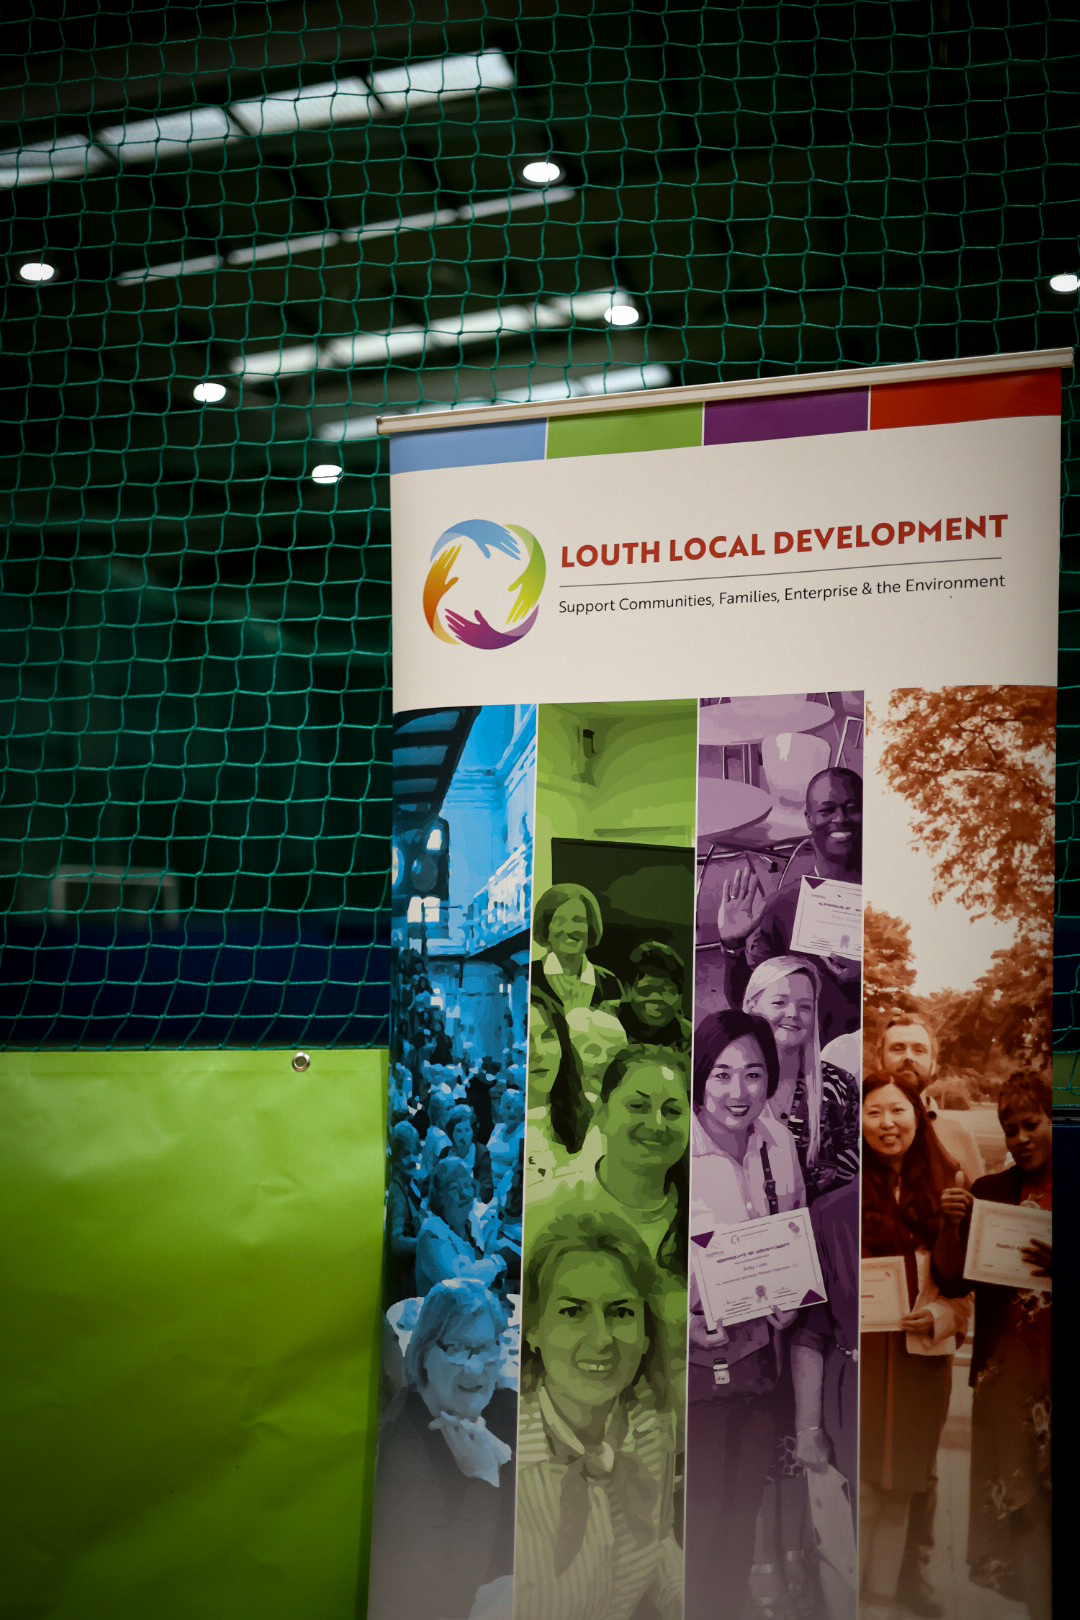 LOUTH LOCAL DEVELOPMENT
Support Communities, Families, Enterprise & the Environment